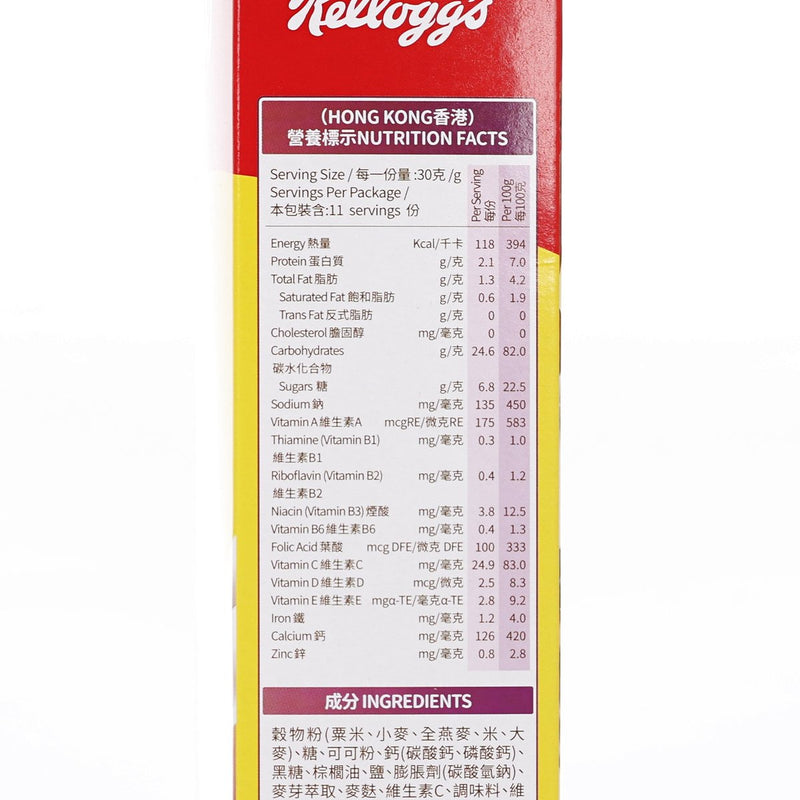 Kellogg's
（HONG KONG香港）
營養標示NUTRITION FACTS
Serving Size / 每一份量 :30克 /g
Servings Per Package /
本包裝含:11 servings 份
Per Serving 每份
Per 100g 每100克
Energy 熱量 Kcal/千卡 118 394
Protein 蛋白質 g/克 2.1 7.0
Total Fat 脂肪 g/克 1.3 4.2
Saturated Fat 飽和脂肪 g/克 0.6 1.9
Trans Fat 反式脂肪 g/克 0 0
Cholesterol 膽固醇 mg/毫克 0 0
Carbohydrates g/克 24.6 82.0
碳水化合物
Sugars 糖 g/克 6.8 22.5
Sodium 鈉 mg/毫克 135 450
Vitamin A 維生素A mcgRE/微克RE 175 583
Thiamine (Vitamin B1) mg/毫克 0.3 1.0
維生素B1
Riboflavin (Vitamin B2) mg/毫克 0.4 1.2
維生素B2
Niacin (Vitamin B3) 煙酸 mg/毫克 3.8 12.5
Vitamin B6 維生素B6 mg/毫克 0.4 1.3
Folic Acid 葉酸 mcg DFE/微克 DFE 100 333
Vitamin C 維生素C mg/毫克 24.9 83.0
Vitamin D 維生素D mcg/微克 2.5 8.3
Vitamin E 維生素E mgα-TE/毫克α-TE 2.8 9.2
Iron 鐵 mg/毫克 1.2 4.0
Calcium 鈣 mg/毫克 126 420
Zinc 鋅 mg/毫克 0.8 2.8
成分 INGREDIENTS
穀物粉(粟米、小麥、全燕麥、米、大
麥)、糖、可可粉、鈣(碳酸鈣、磷酸鈣)、
黑糖、棕櫚油、鹽、膨脹劑(碳酸氫鈉)、
麥芽萃取、麥麩、維生素C、調味料、維